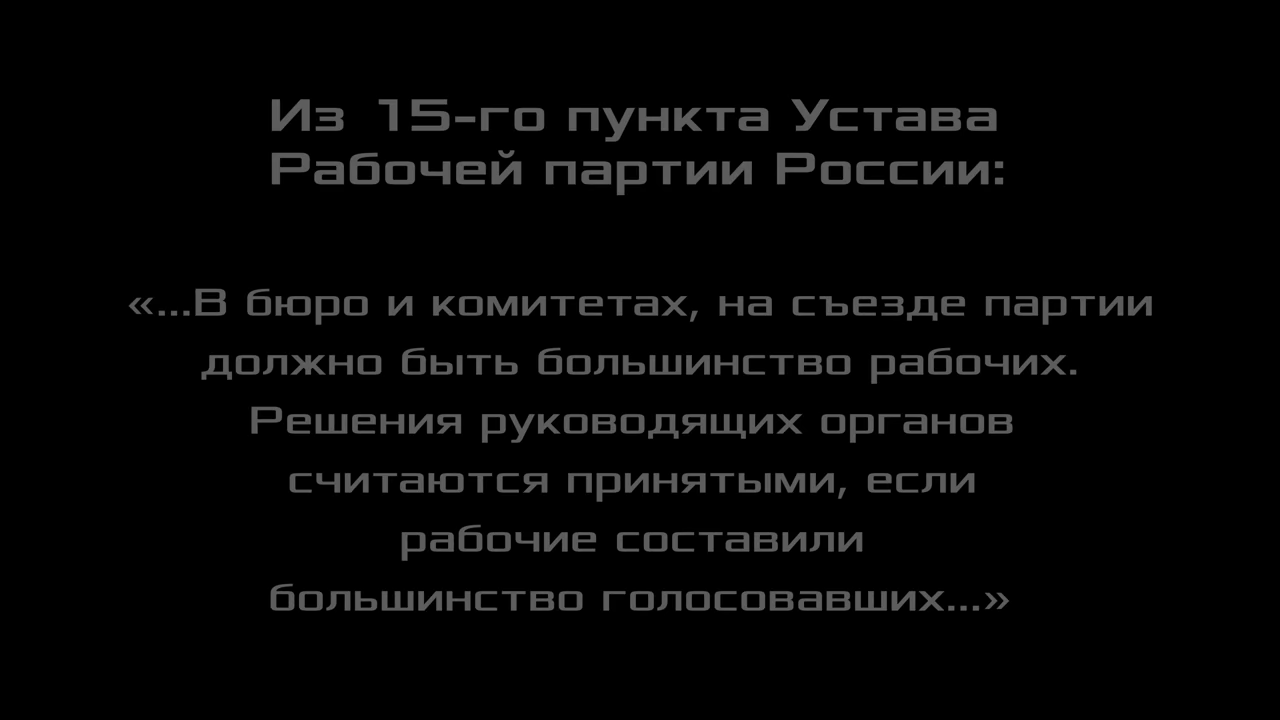 Из 15-го пункта Устава
Рабочей партии России:
«...В бюро и комитетах, на съезде партии
должно быть большинство рабочих.
Решения руководящих органов
считаются принятыми, если
рабочие составили
большинство голосовавших...»